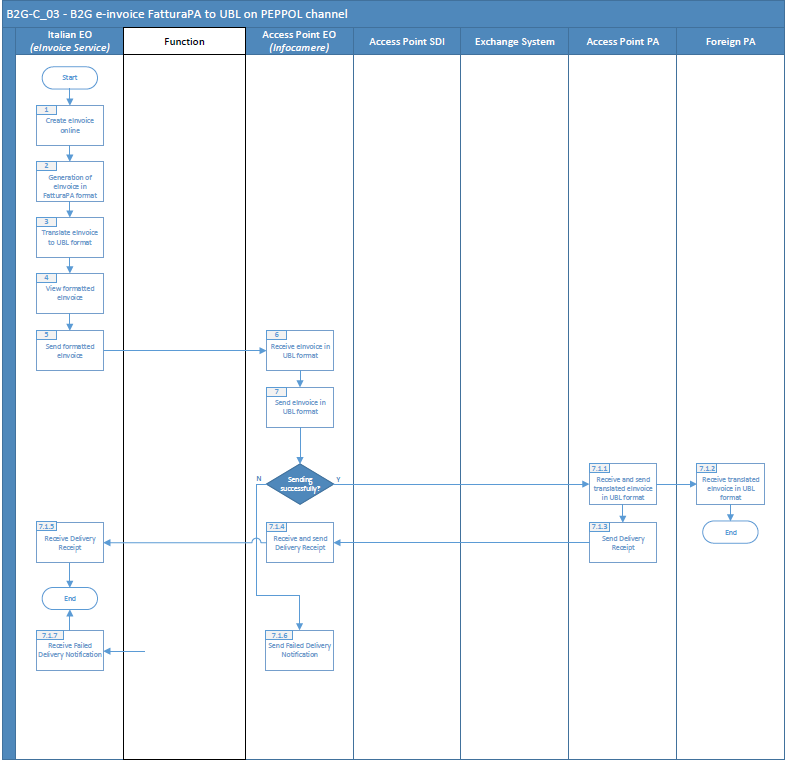 B2G-C_03 - B2G e-invoice FatturaPA to UBL on PEPPOL channel
Italian EO
(eInvoice Service)
Function
Access Point EO
(Infocamere)
Access Point SDI
Exchange System
Access Point PA
Foreign PA
Start
1
Create eInvoice
online
2
Generation of
eInvoice in
FatturaPA format
3
Translate eInvoice
to UBL format
4
View formatted
eInvoice
5
Send formatted
eInvoice
6
Receive eInvoice in
UBL format
7
Send eInvoice in
UBL format
N
Sending
successfully?
Y
7.1.1
Receive and send
translated eInvoice
in UBL format
7.1.2
Receive translated
eInvoice in UBL
format
7.1.5
Receive Delivery
Receipt
7.1.4
Receive and send
Delivery Receipt
7.1.3
Send Delivery
Receipt
End
End
7.1.7
Receive Failed
Delivery Notification
7.1.6
Send Failed Delivery
Notification